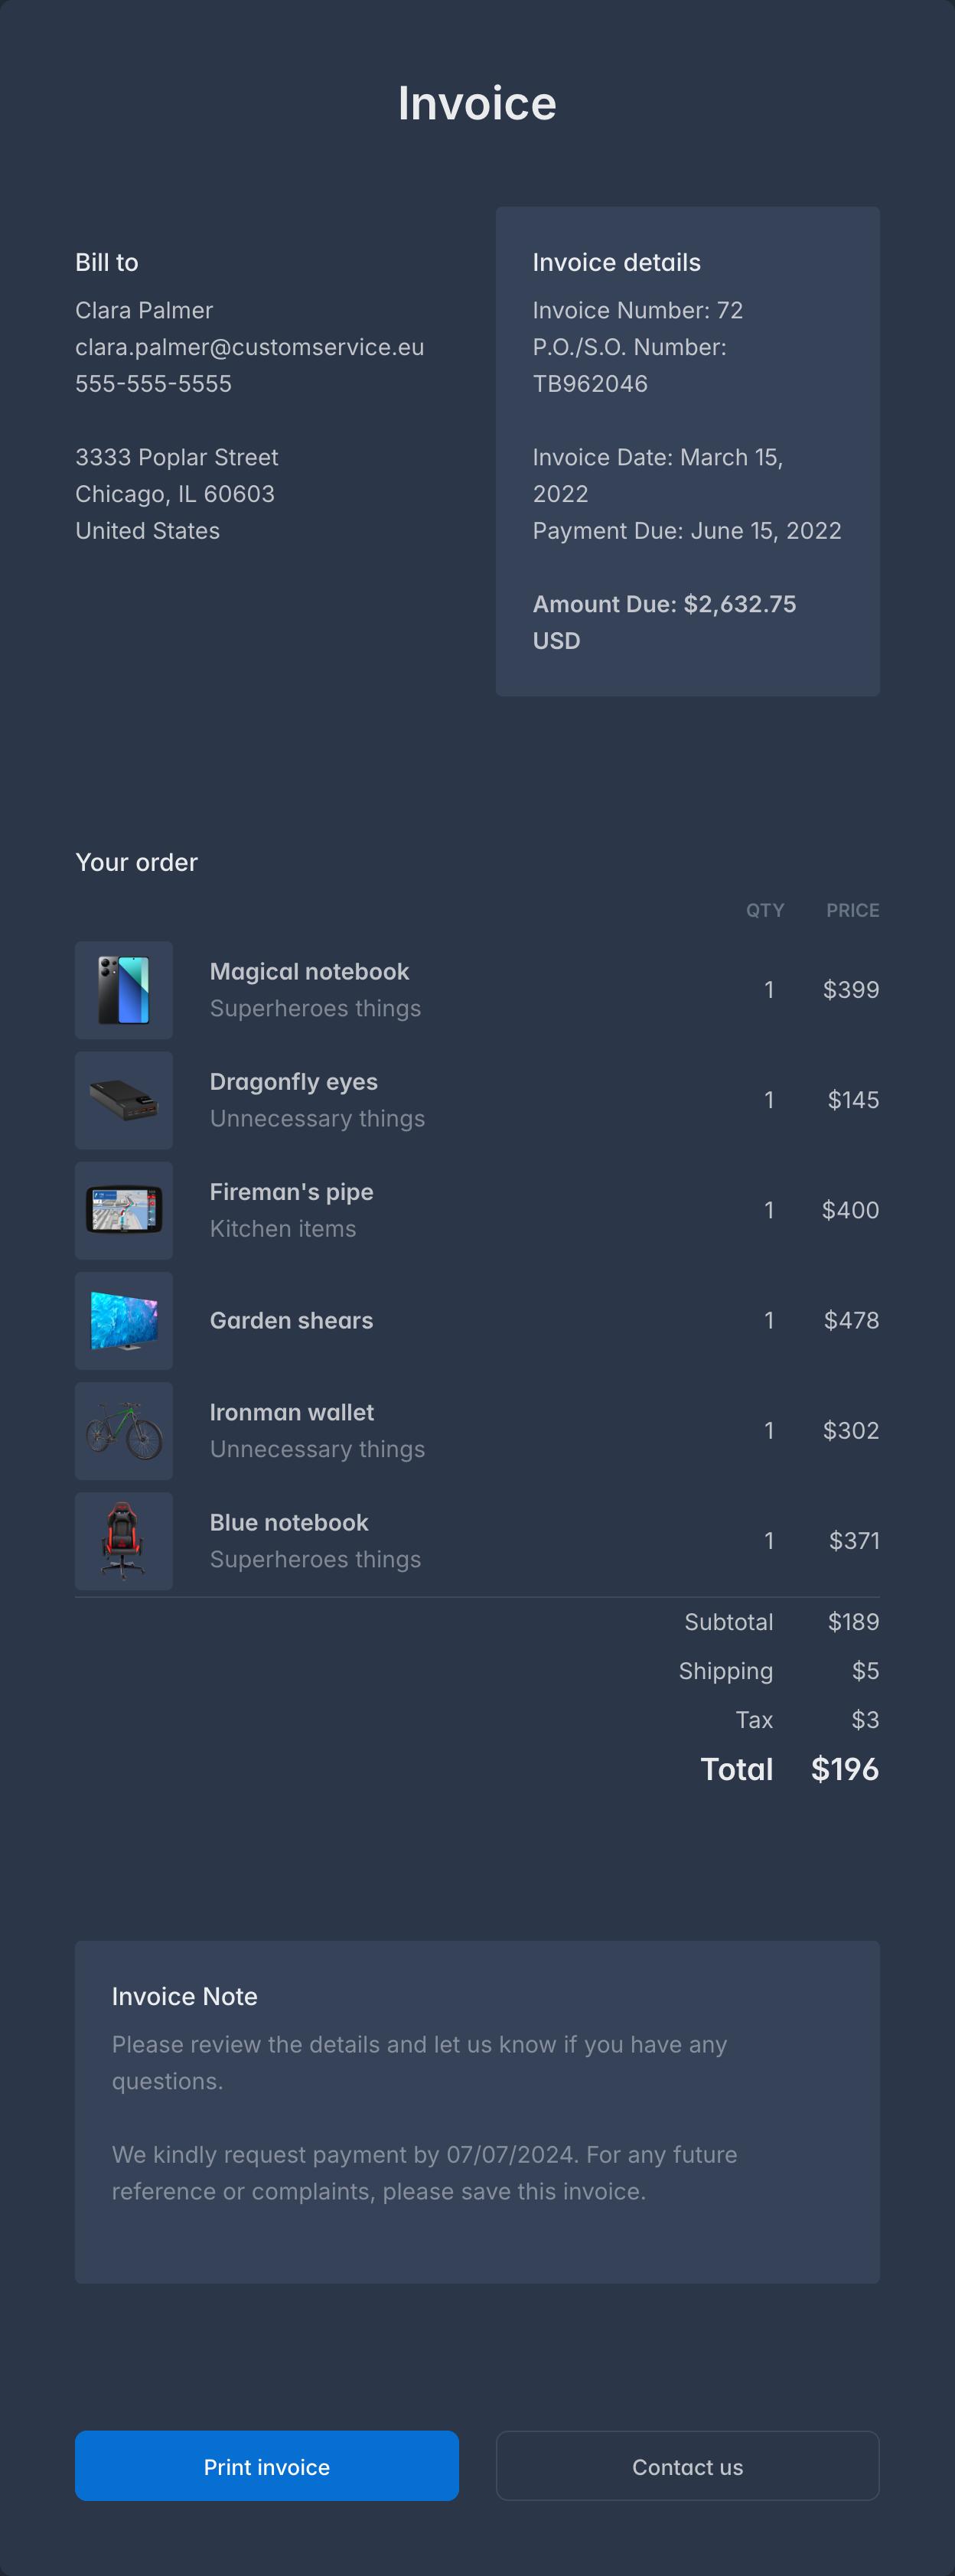 Invoice
Bill to
Clara Palmer
clara.palmer@customservice.eu
555-555-5555
3333 Poplar Street
Chicago, IL 60603
United States
Invoice details
Invoice Number: 72
P.O./S.O. Number:
TB962046
Invoice Date: March 15,
2022
Payment Due: June 15, 2022
Amount Due: $2,632.75
USD
Your order
QTY PRICE
Magical notebook
Superheroes things
1 $399
Dragonfly eyes
Unnecessary things
1 $145
Fireman's pipe
Kitchen items
1 $400
Garden shears
1 $478
Ironman wallet
Unnecessary things
1 $302
Blue notebook
Superheroes things
1 $371
Subtotal $189
Shipping $5
Tax $3
Total $196
Invoice Note
Please review the details and let us know if you have any
questions.
We kindly request payment by 07/07/2024. For any future
reference or complaints, please save this invoice.
Print invoice
Contact us